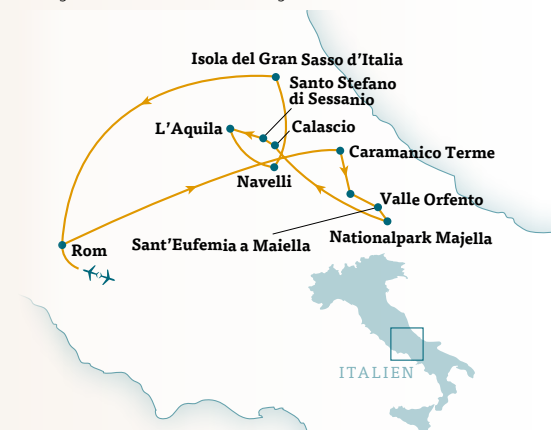 Isola del Gran Sasso d'Italia
Santo Stefano
di Sessanio
L'Aquila
Calascio
Caramanico Terme
Navelli
Valle Orfento
Sant'Eufemia a Maiella
Nationalpark Majella
Rom
ITALIEN